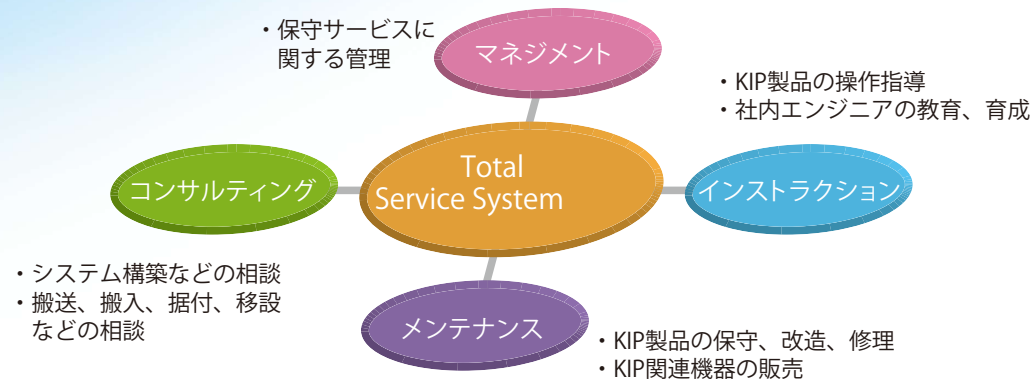 ・保守サービスに
関する管理
マネジメント
・KIP製品の操作指導
・社内エンジニアの教育、育成
Total
Service System
コンサルティング
インストラクション
・システム構築などの相談
・搬送、搬入、据付、移設
などの相談
メンテナンス
・KIP製品の保守、改造、修理
・KIP関連機器の販売